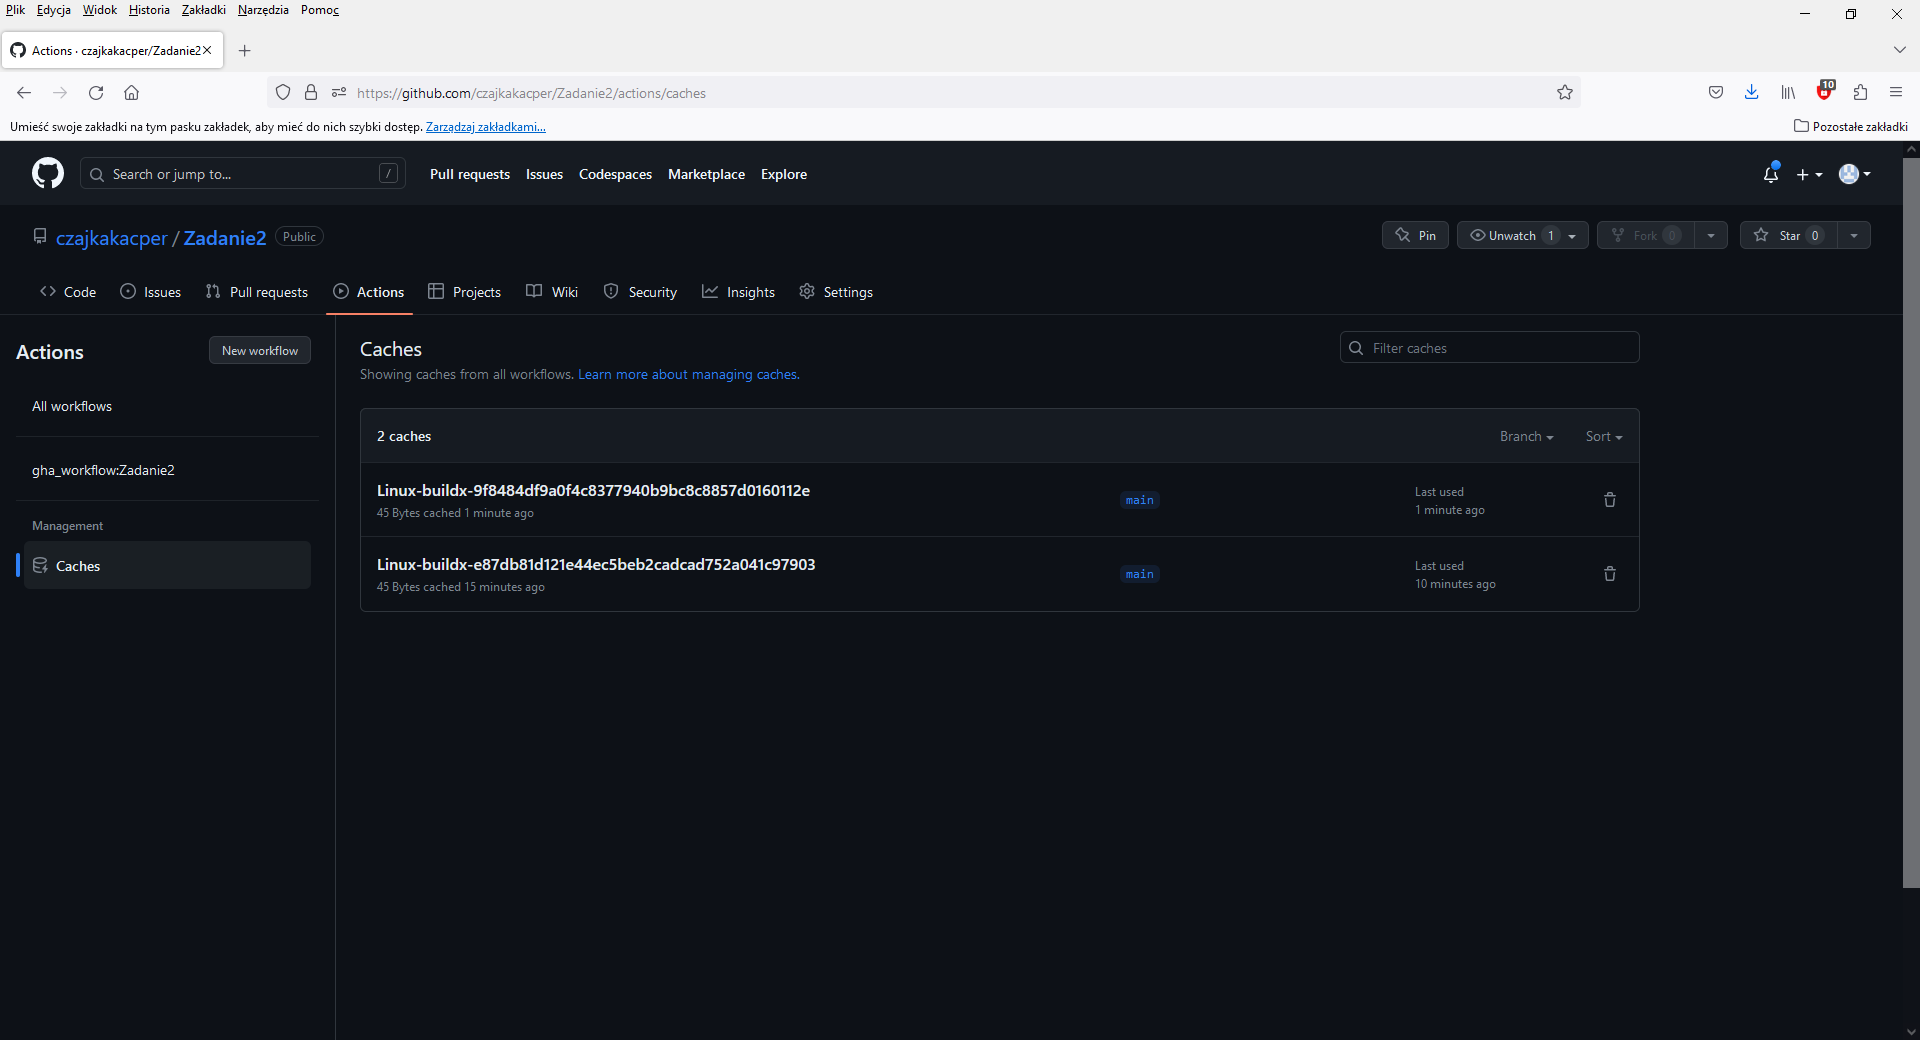 Plik Edycja Widok Historia Zakładki Narzędzia Pomoc
Actions · czajkakacper/Zadanie2
https://github.com/czajkakacper/Zadanie2/actions/caches
10
Umieść swoje zakładki na tym pasku zakładek, aby mieć do nich szybki dostęp. Zarządzaj zakładkami...
Pozostałe zakładki
Search or jump to... /
Pull requests Issues Codespaces Marketplace Explore
czajkakacper / Zadanie2 Public
Pin Unwatch 1 Fork 0 Star 0
Code Issues Pull requests Actions Projects Wiki Security Insights Settings
Actions
New workflow
All workflows
gha_workflow:Zadanie2
Management
Caches
Caches
Showing caches from all workflows. Learn more about managing caches.
Filter caches
2 caches
Branch Sort
Linux-buildx-9f8484df9a0f4c8377940b9bc8c8857d0160112e
45 Bytes cached 1 minute ago
main
Last used
1 minute ago
Linux-buildx-e87db81d121e44ec5beb2cadcad752a041c97903
45 Bytes cached 15 minutes ago
main
Last used
10 minutes ago